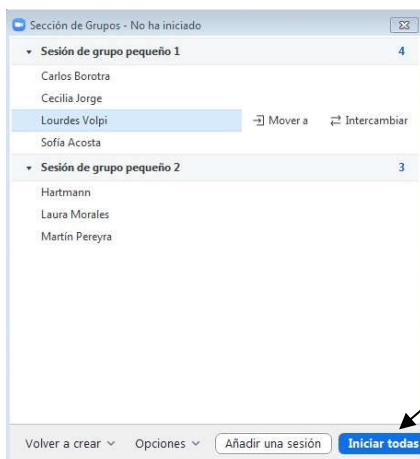 Sección de Grupos - No ha iniciado
Sesión de grupo pequeño 1 4
Carlos Borotra
Cecilia Jorge
Lourdes Volpi Mover a Intercambiar
Sofía Acosta
Sesión de grupo pequeño 2 3
Hartmann
Laura Morales
Martín Pereyra
Volver a crear Opciones Añadir una sesión Iniciar todas